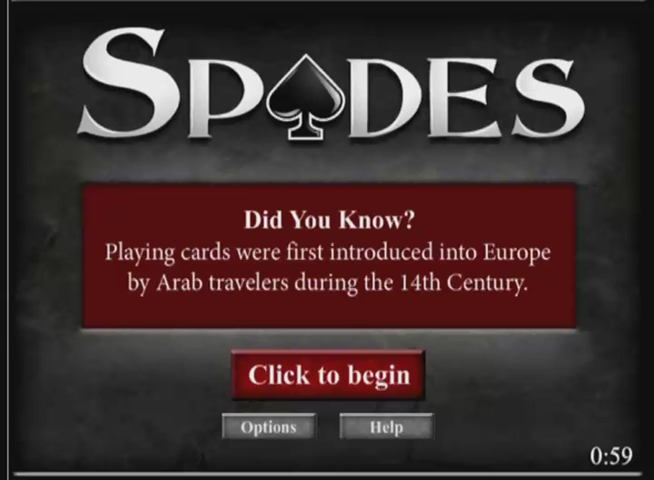 SPADES
Did You Know?
Playing cards were first introduced into Europe
by Arab travelers during the 14th Century.
Click to begin
Options Help
0:59